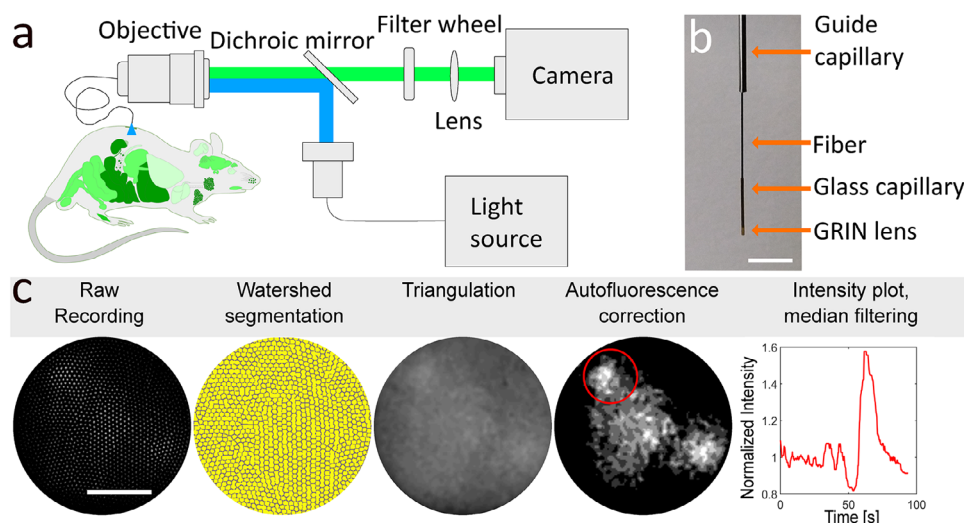 a
Objective
Dichroic mirror
Filter wheel
Camera
Lens
Light
source
b
Guide
capillary
Fiber
Glass capillary
GRIN lens
c
Raw
Recording
Watershed
segmentation
Triangulation
Autofluorescence
correction
Intensity plot,
median filtering
Normalized Intensity
1.6
1.4
1.2
1
0.8
0
50
100
Time [s]